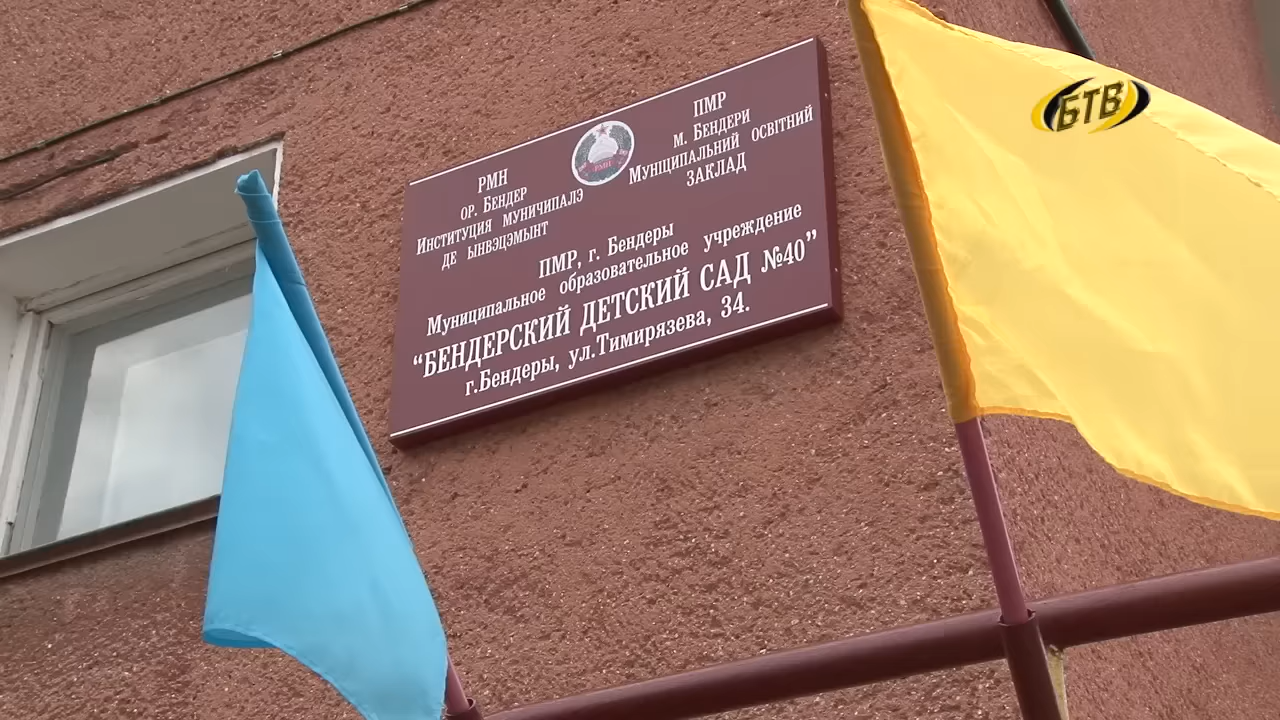 БТВ
РМН
ОР. БЕНДЕР
ИНСТИТУЦИЯ МУНИЧИПАЛЭ
ДЕ ЫНВЭЦЭМЫНТ
РМН
ПМР
М. БЕНДЕРИ
МУНІЦИПАЛЬНИЙ ОСВІТНІЙ
ЗАКЛАД
ПМР, г. Бендеры
Муниципальное образовательное учреждение
“БЕНДЕРСКИЙ ДЕТСКИЙ САД №40”
г.Бендеры, ул.Тимирязева, 34.